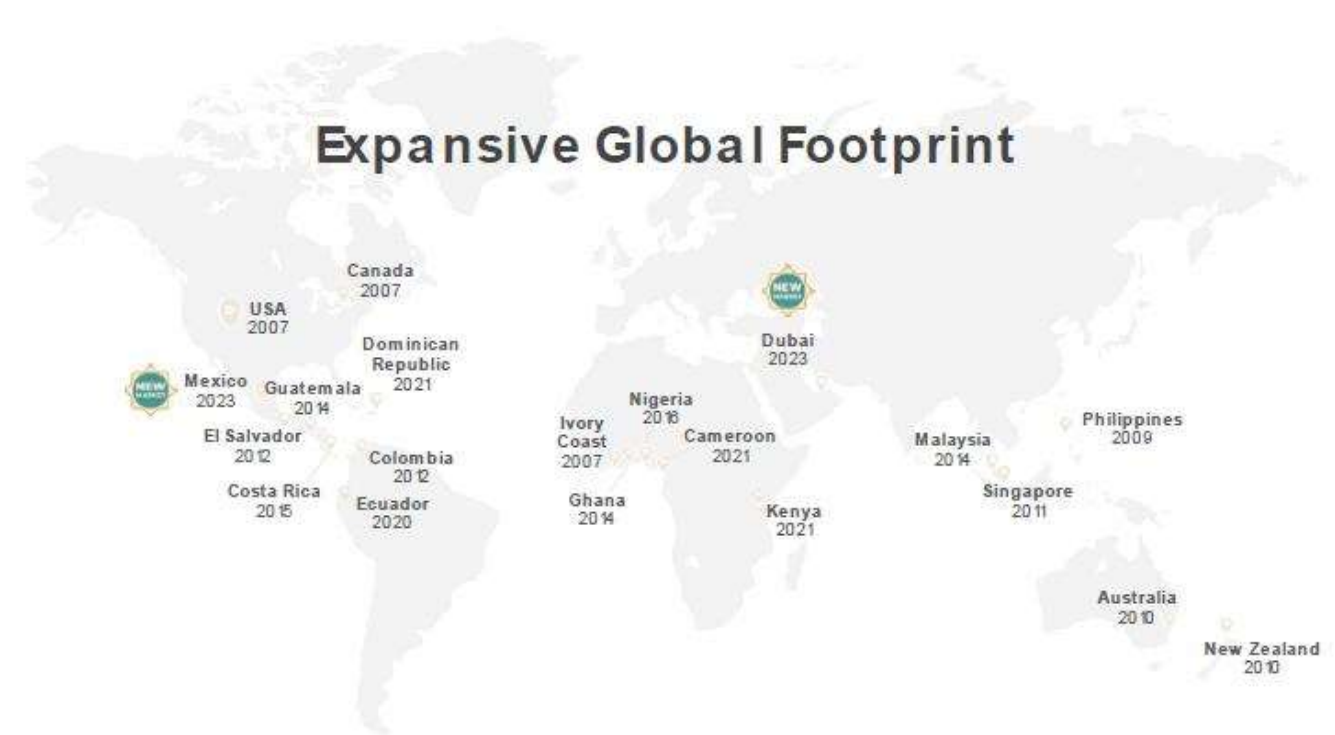 Expansive Global Footprint
Canada
2007
USA
2007
Dominican
Republic
2021
NEW
MARKET
Mexico
2023
Guatemala
2014
El Salvador
2012
Colombia
2012
Costa Rica
2015
Ecuador
2020
NEW
MARKET
Dubai
2023
Nigeria
2016
Ivory
Coast
2007
Cameroon
2021
Ghana
2014
Kenya
2021
Philippines
2009
Malaysia
2014
Singapore
2011
Australia
2010
New Zealand
2010